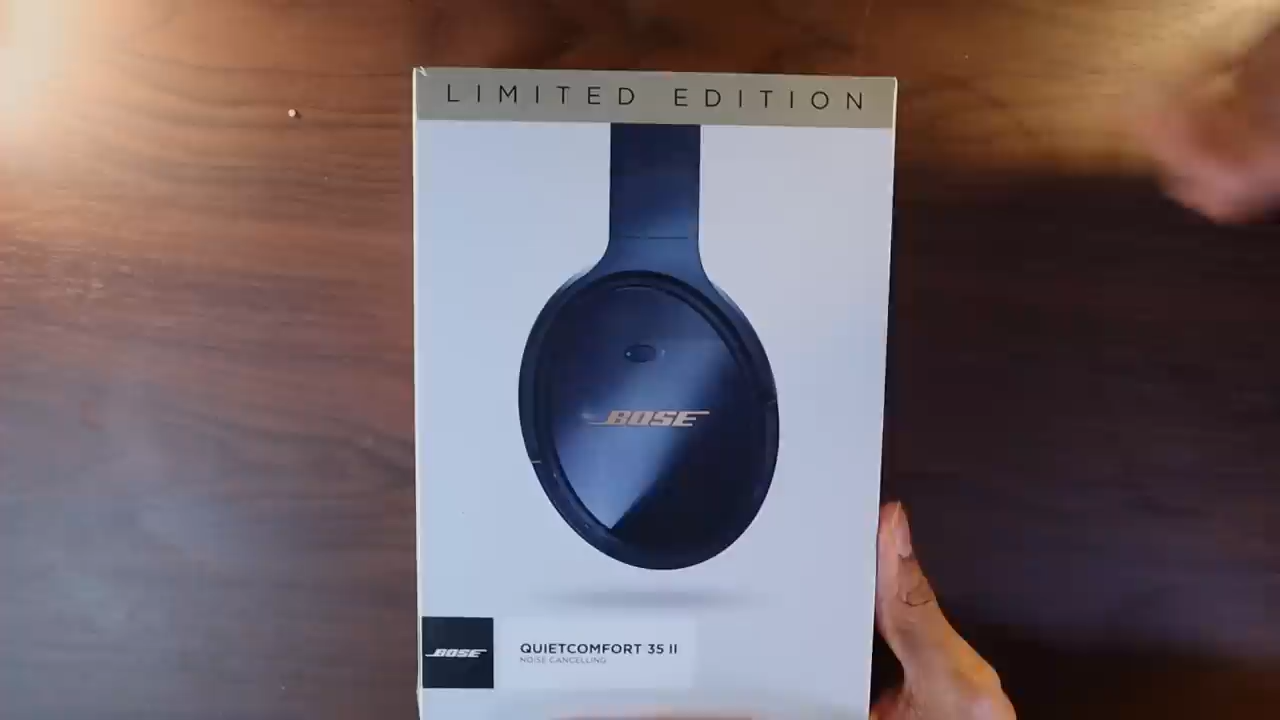 LIMITED EDITION
BOSE
BOSE
QUIETCOMFORT 35 II
NOISE CANCELLING